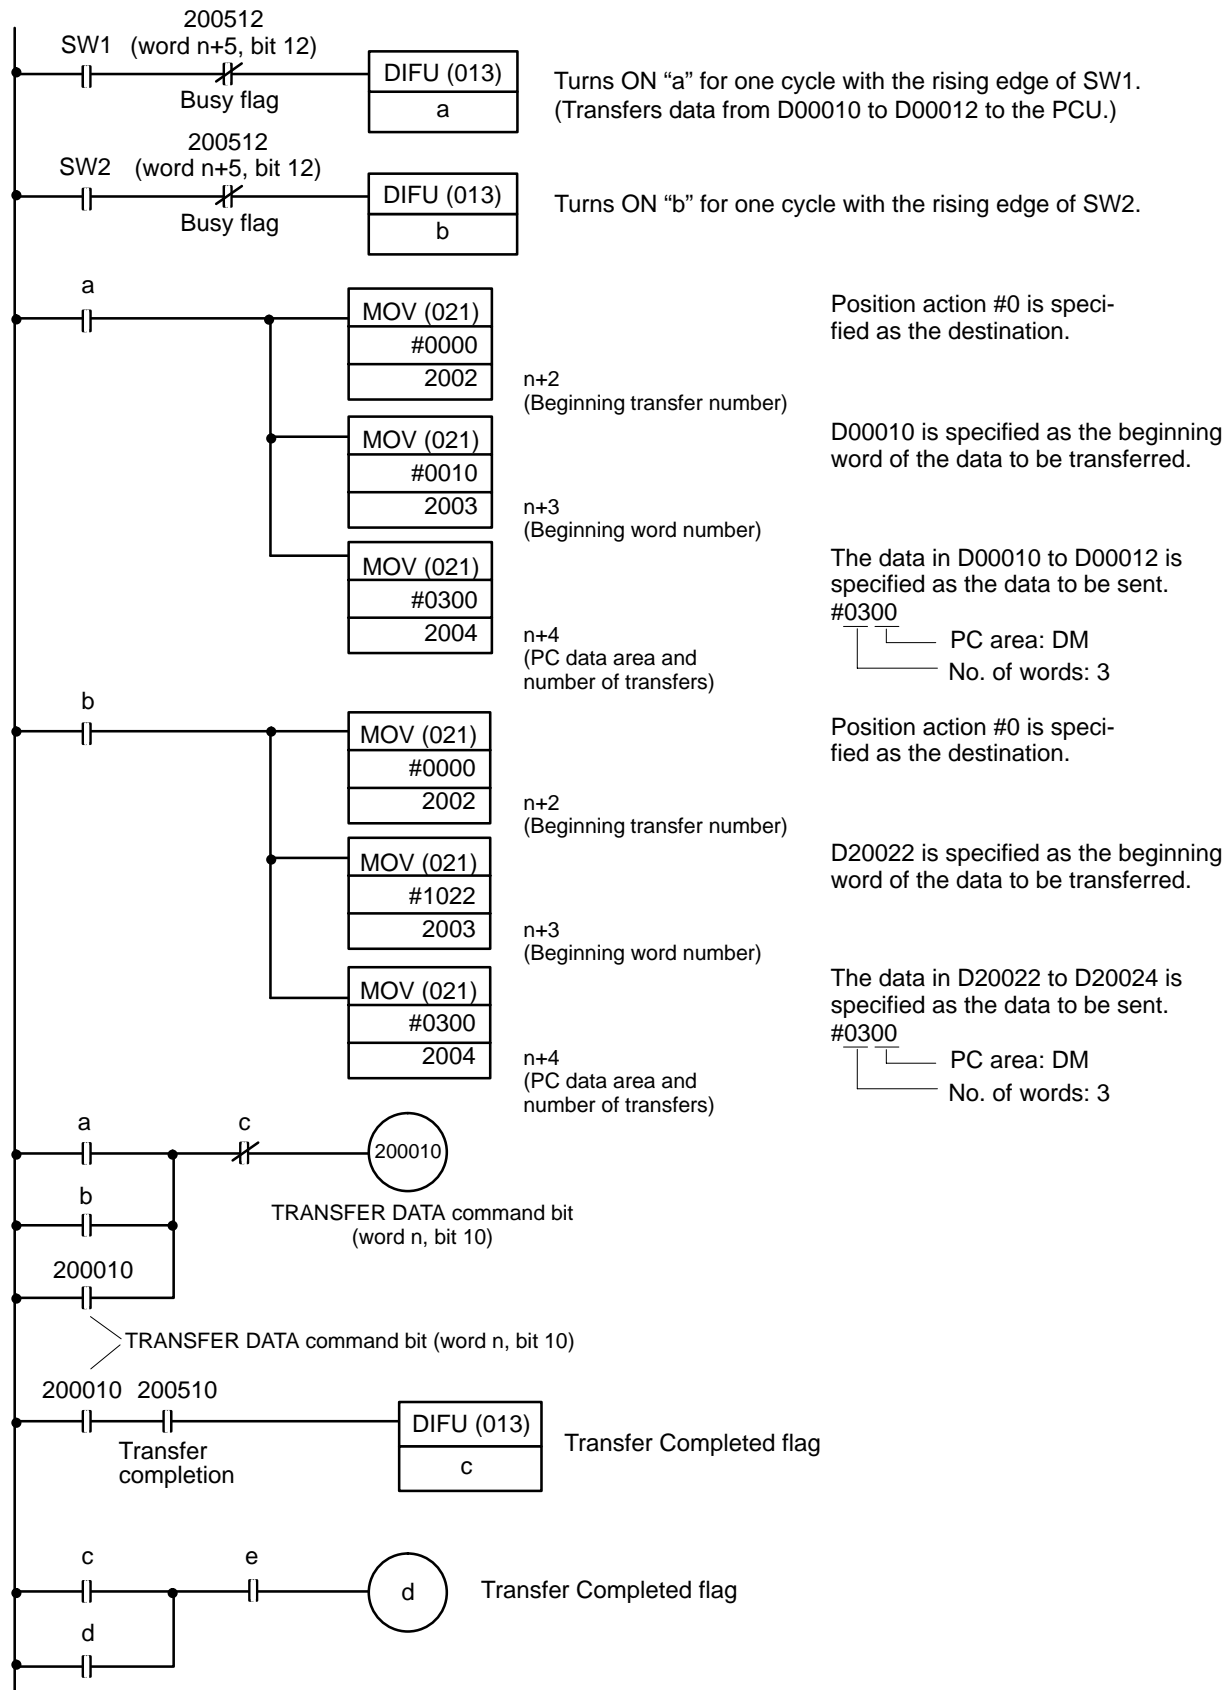 200512
SW1 (word n+5, bit 12)
Busy flag
DIFU (013)
a
Turns ON “a” for one cycle with the rising edge of SW1.
(Transfers data from D00010 to D00012 to the PCU.)
200512
SW2 (word n+5, bit 12)
Busy flag
DIFU (013)
b
Turns ON “b” for one cycle with the rising edge of SW2.
a
MOV (021)
#0000
2002
n+2
(Beginning transfer number)
Position action #0 is speci-
fied as the destination.
MOV (021)
#0010
2003
n+3
(Beginning word number)
D00010 is specified as the beginning
word of the data to be transferred.
MOV (021)
#0300
2004
n+4
(PC data area and
number of transfers)
The data in D00010 to D00012 is
specified as the data to be sent.
#0300
PC area: DM
No. of words: 3
b
MOV (021)
#0000
2002
n+2
(Beginning transfer number)
Position action #0 is speci-
fied as the destination.
MOV (021)
#1022
2003
n+3
(Beginning word number)
D20022 is specified as the beginning
word of the data to be transferred.
MOV (021)
#0300
2004
n+4
(PC data area and
number of transfers)
The data in D20022 to D20024 is
specified as the data to be sent.
#0300
PC area: DM
No. of words: 3
a
c
200010
TRANSFER DATA command bit
(word n, bit 10)
b
200010
TRANSFER DATA command bit (word n, bit 10)
200010 200510
Transfer
completion
DIFU (013)
c
Transfer Completed flag
c
e
d
Transfer Completed flag
d